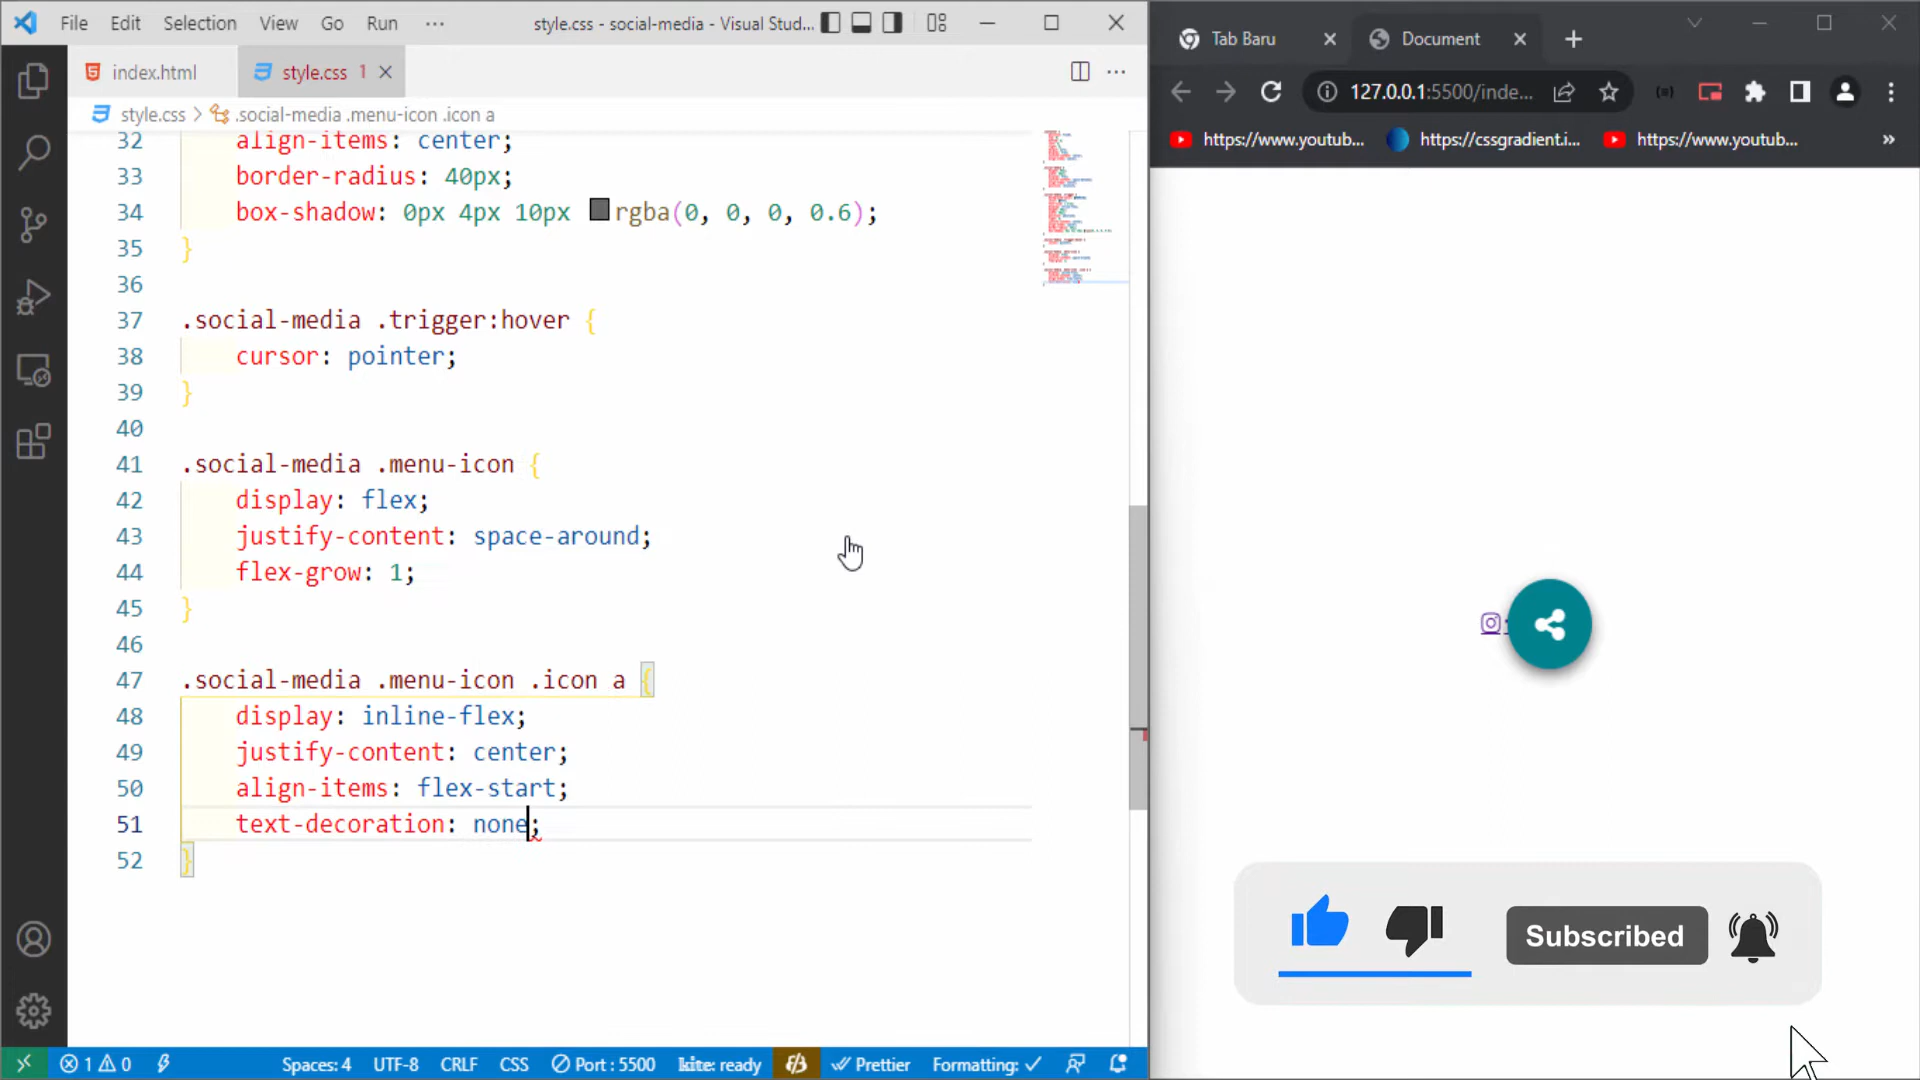 File Edit Selection View Go Run ···
style.css - social-media - Visual Stud...
index.html
style.css 1
style.css > .social-media .menu-icon .icon a
32 align-items: center;
33 border-radius: 40px;
34 box-shadow: 0px 4px 10px rgba(0, 0, 0, 0.6);
35 }
36
37 .social-media .trigger:hover {
38 cursor: pointer;
39 }
40
41 .social-media .menu-icon {
42 display: flex;
43 justify-content: space-around;
44 flex-grow: 1;
45 }
46
47 .social-media .menu-icon .icon a {
48 display: inline-flex;
49 justify-content: center;
50 align-items: flex-start;
51 text-decoration: none;
52 }
1 0 Spaces: 4 UTF-8 CRLF CSS Port : 5500 kite: ready Prettier Formatting:
Tab Baru
Document
127.0.0.1:5500/inde...
https://www.youtub...
https://cssgradient.i...
https://www.youtub...
»
Subscribed